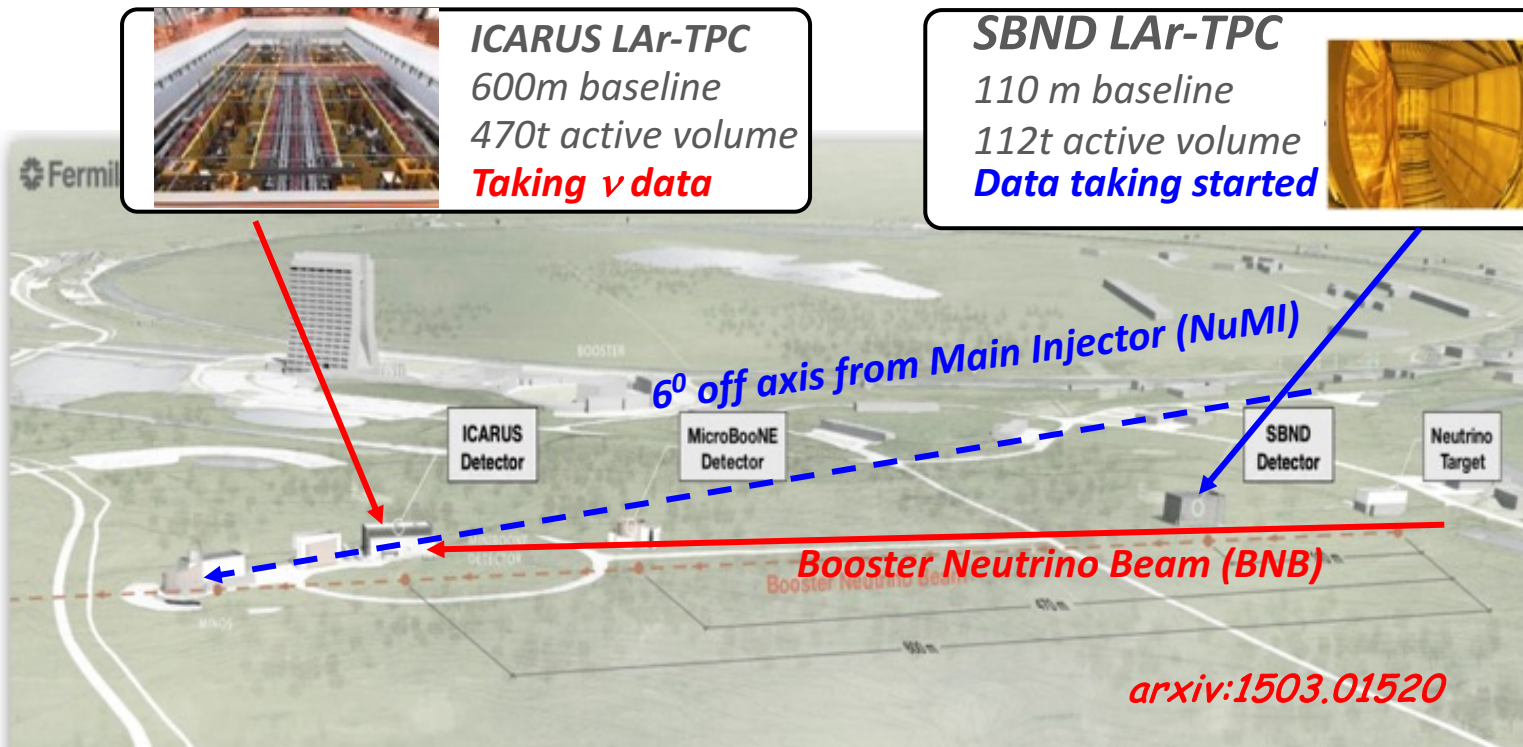 ICARUS LAr-TPC
600m baseline
470t active volume
Taking ν data
SBND LAr-TPC
110 m baseline
112t active volume
Data taking started
Fermil
BOOSTER
6⁰ off axis from Main Injector (NuMI)
ICARUS
Detector
MicroBooNE
Detector
SBND
Detector
Neutrino
Target
DETECTOR
Booster Neutrino Beam (BNB)
Booster Neutrino Beam
MINOS
470 m
600 m
arxiv:1503.01520